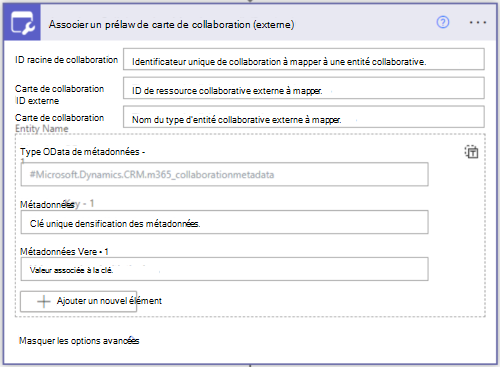 Associer un prélaw de carte de collaboration (externe)
ID racine de collaboration
Identificateur unique de collaboration à mapper à une entité collaborative.
Carte de collaboration
ID externe
ID de ressource collaborative externe à mapper.
Carte de collaboration
Entity Name
Nom du type d'entité collaborative externe à mapper.
Type OData de métadonnées -
1
#Microsoft.Dynamics.CRM.m365_collaborationmetadata
Métadonnées Key - 1
Clé unique densification des métadonnées.
Métadonnées Vere - 1
Valeur associée à la clé.
Ajouter un nouvel élément
Masquer les options avancées